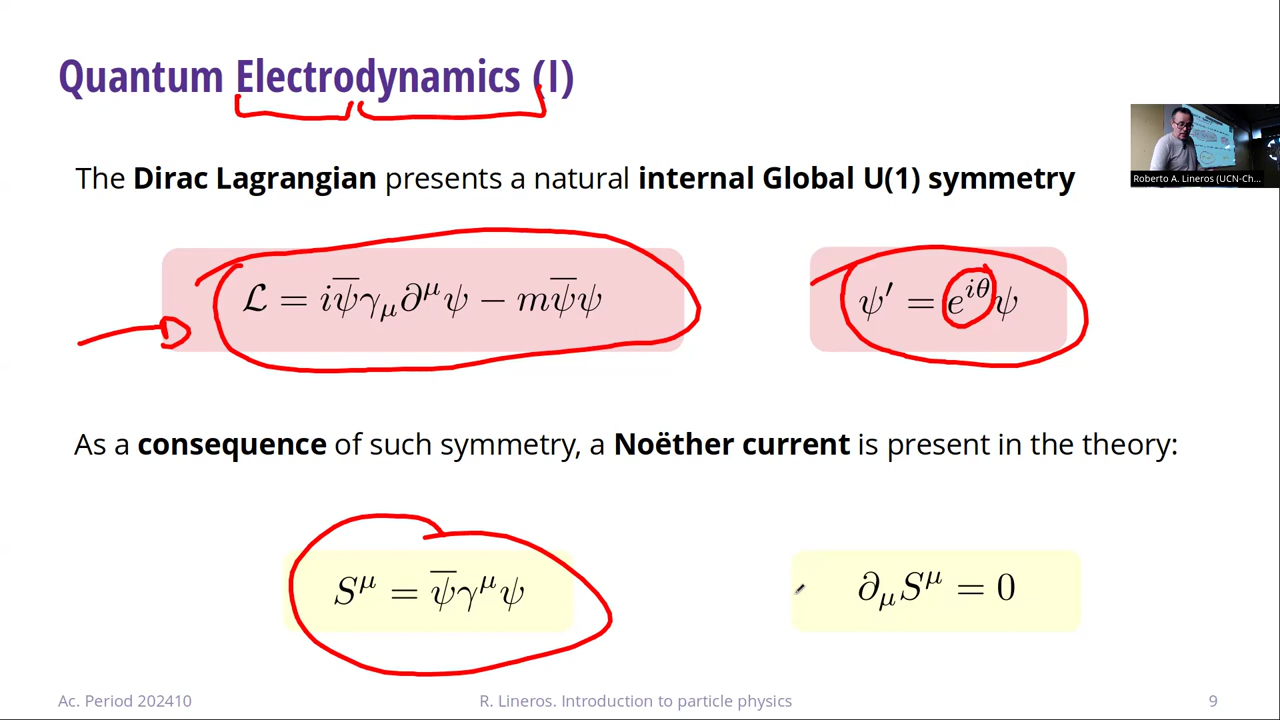 Quantum Electrodynamics (I)
The Dirac Lagrangian presents a natural internal Global U(1) symmetry
Roberto A. Lineros (UCN-Ch...
ℒ = iψ̅γ_μ∂^μψ − mψ̅ψ
ψ′ = e^{iθ}ψ
As a consequence of such symmetry, a Noëther current is present in the theory:
S^μ = ψ̅γ^μψ
∂_μS^μ = 0
Ac. Period 202410
R. Lineros. Introduction to particle physics
9